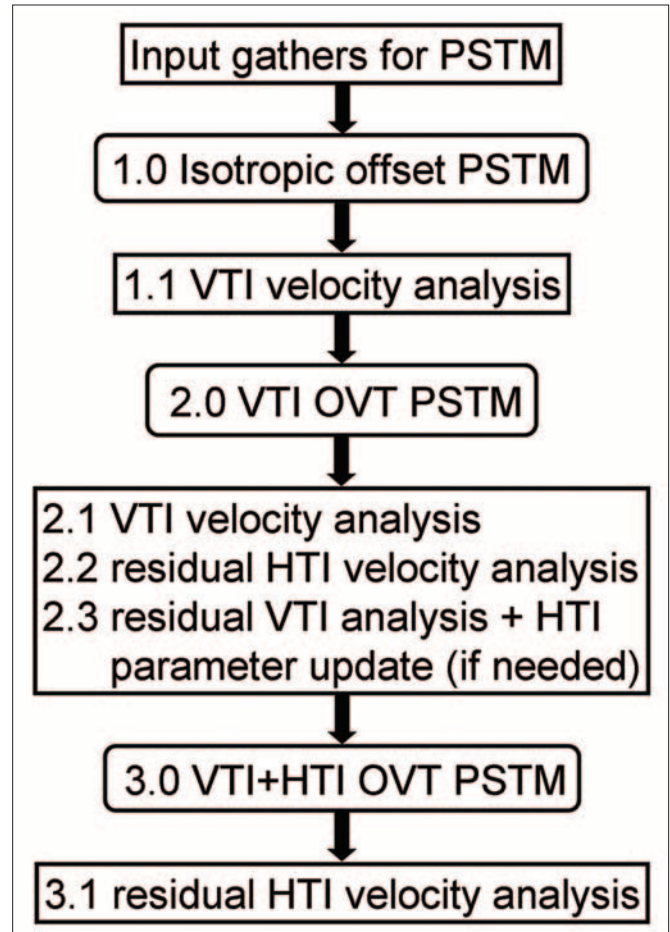 Input gathers for PSTM
1.0 Isotropic offset PSTM
1.1 VTI velocity analysis
2.0 VTI OVT PSTM
2.1 VTI velocity analysis
2.2 residual HTI velocity analysis
2.3 residual VTI analysis + HTI
parameter update (if needed)
3.0 VTI+HTI OVT PSTM
3.1 residual HTI velocity analysis